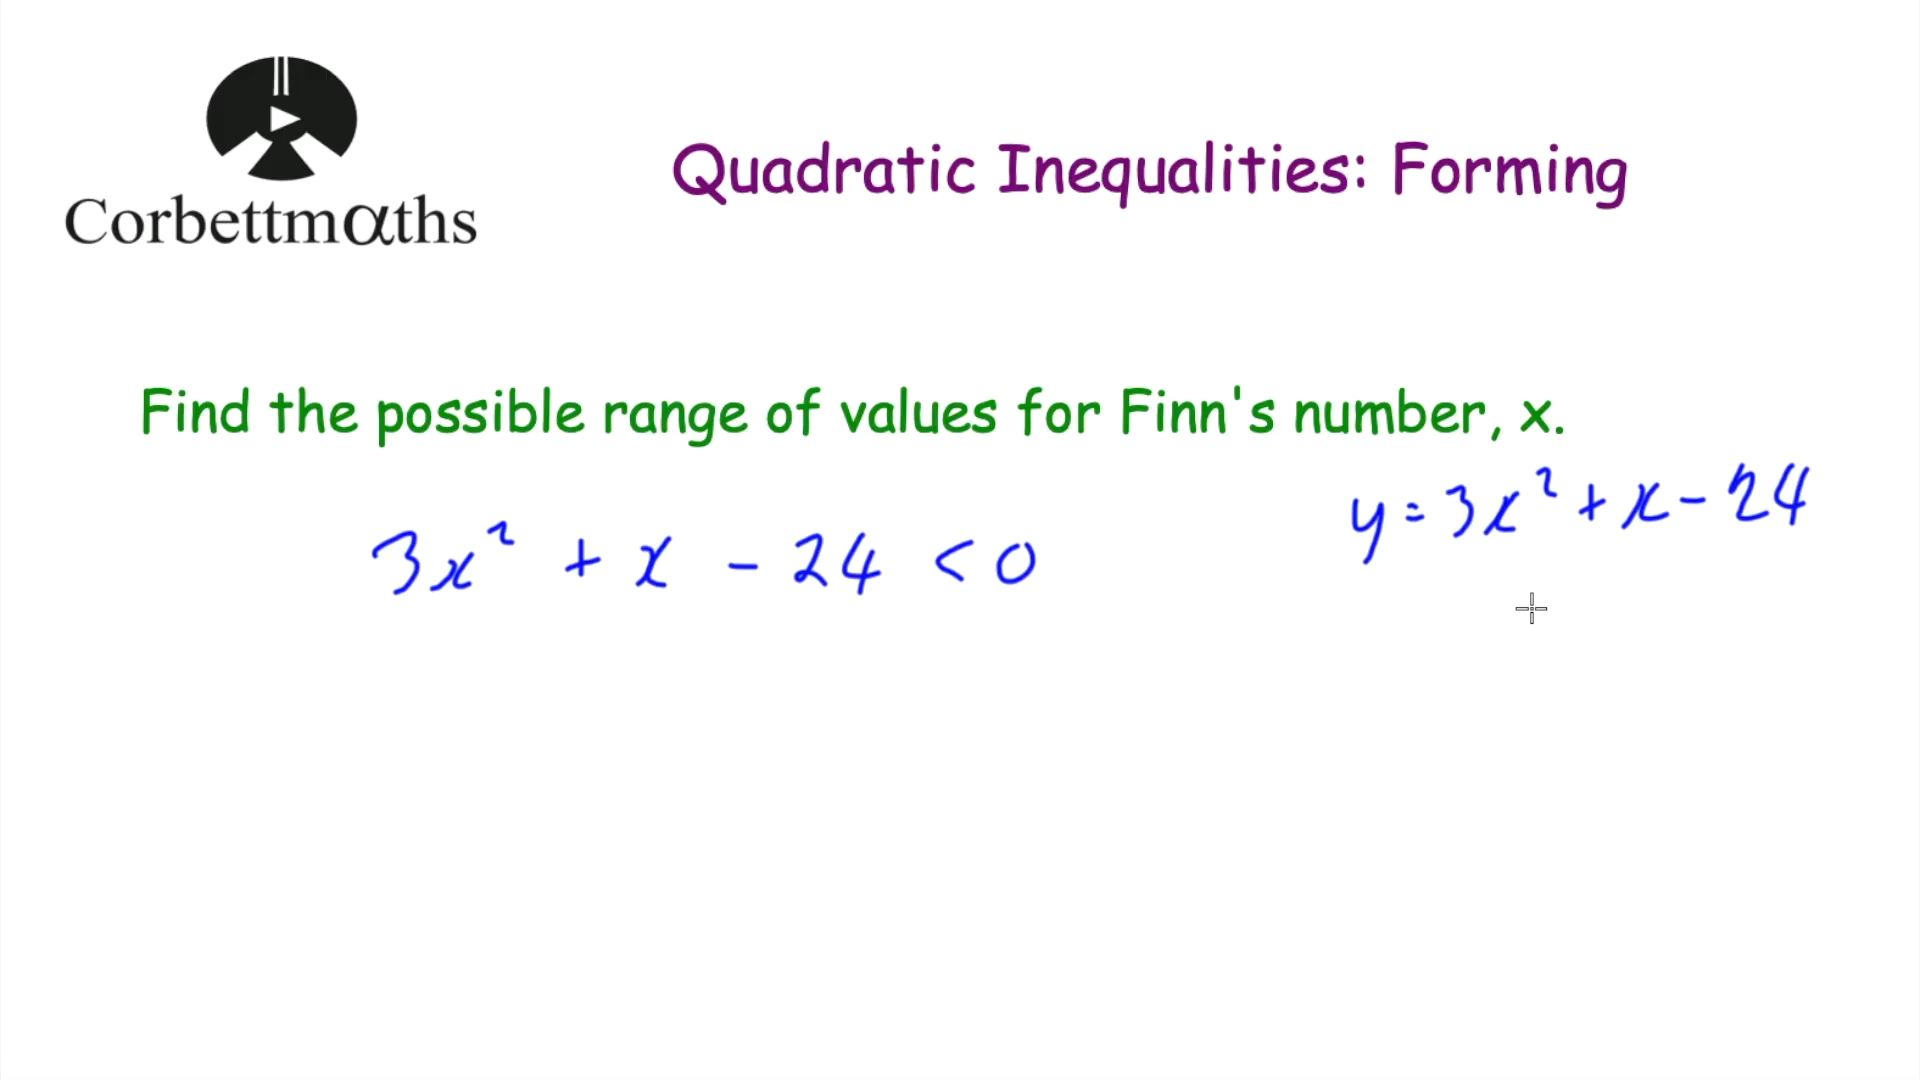 Corbettmαths
Quadratic Inequalities: Forming
Find the possible range of values for Finn's number, x.
y = 3x² + x - 24
3x² + x - 24 < 0